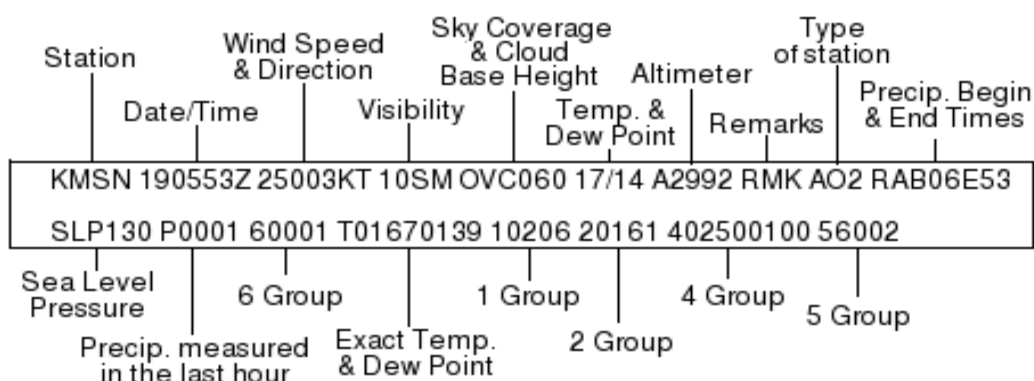 Station
Wind Speed
& Direction
Sky Coverage
& Cloud
Base Height
Type
of station
Date/Time
Visibility
Temp. &
Dew Point
Altimeter
Remarks
Precip. Begin
& End Times
KMSN 190553Z 25003KT 10SM OVC060 17/14 A2992 RMK AO2 RAB06E53
SLP130 P0001 60001 T01670139 10206 20161 402500100 56002
Sea Level
Pressure
Precip. measured
in the last hour
6 Group
Exact Temp.
& Dew Point
1 Group
2 Group
4 Group
5 Group